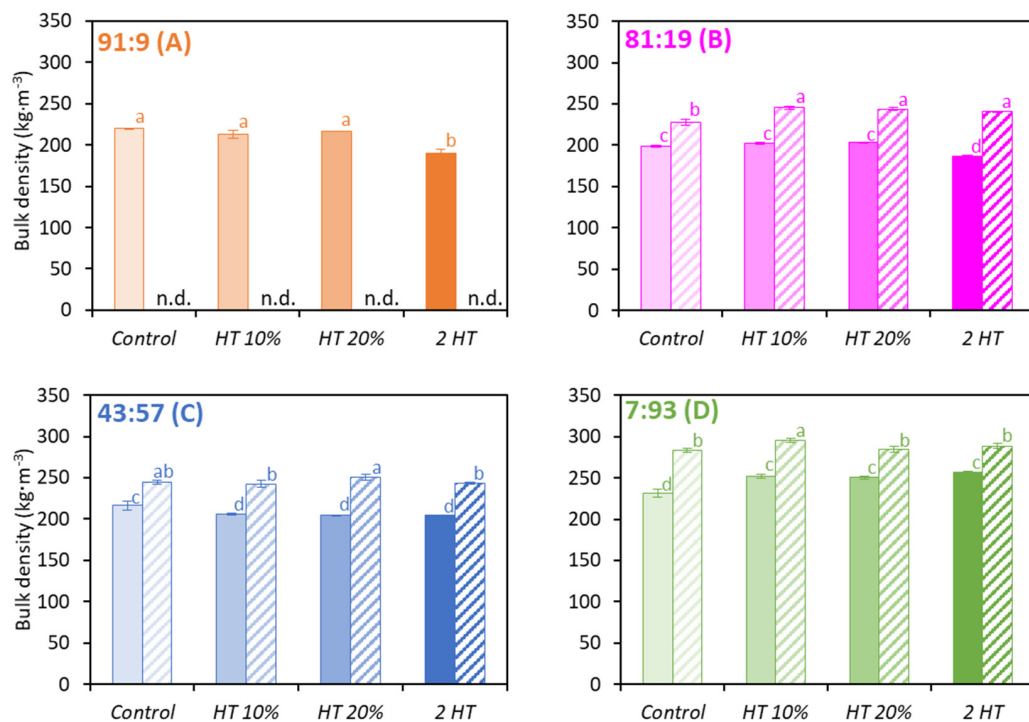 91:9 (A)
Bulk density (kg·m⁻³)
350
300
250
200
150
100
50
0
a
a
a
b
n.d.
n.d.
n.d.
n.d.
Control
HT 10%
HT 20%
2 HT
81:19 (B)
350
300
250
200
150
100
50
0
c
b
c
a
c
a
d
a
Control
HT 10%
HT 20%
2 HT
43:57 (C)
Bulk density (kg·m⁻³)
350
300
250
200
150
100
50
0
c
ab
d
b
d
a
d
b
Control
HT 10%
HT 20%
2 HT
7:93 (D)
350
300
250
200
150
100
50
0
d
b
c
a
c
b
c
b
Control
HT 10%
HT 20%
2 HT